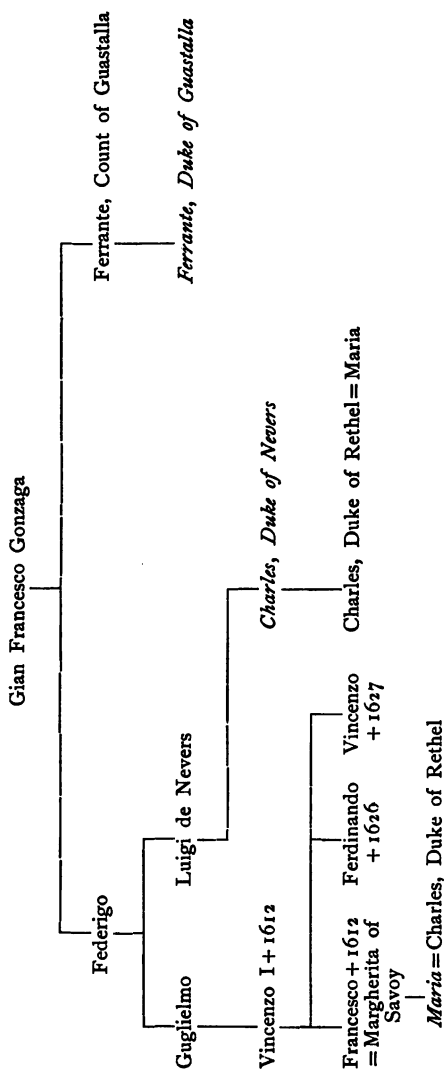 Gian Francesco Gonzaga
Federigo
Ferrante, Count of Guastalla
Guglielmo
Luigi de Nevers
Ferrante, Duke of Guastalla
Vincenzo I+1612
Charles, Duke of Nevers
Francesco+1612
=Margherita of
Savoy
Ferdinando
+1626
Vincenzo
+1627
Charles, Duke of Rethel=Maria
Maria=Charles, Duke of Rethel